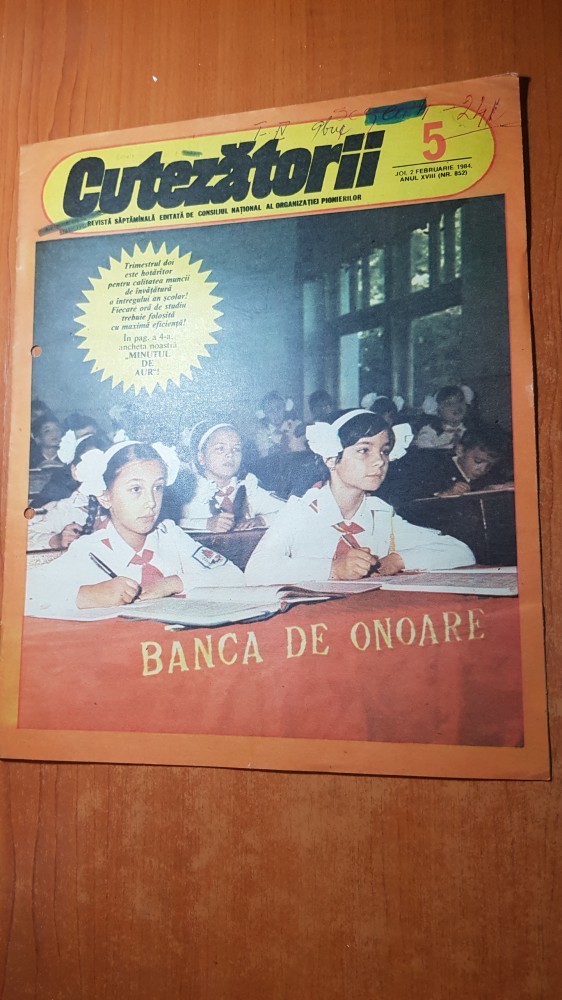 I-IV
Cutezătorii
5
JOI, 2 FEBRUARIE 1984.
ANUL XVIII (NR. 852)
REVISTĂ SĂPTĂMÎNALĂ EDITATĂ DE CONSILIUL NAȚIONAL AL ORGANIZAȚIEI PIONIERILOR
Trimestrul doi
este hotărîtor
pentru calitatea muncii
de învățătură
a întregului an școlar!
Fiecare oră de studiu
trebuie folosită
cu maximă eficiență!
În pag. a 4-a,
ancheta noastră
„MINUTUL
DE
AUR“!
BANCA DE ONOARE